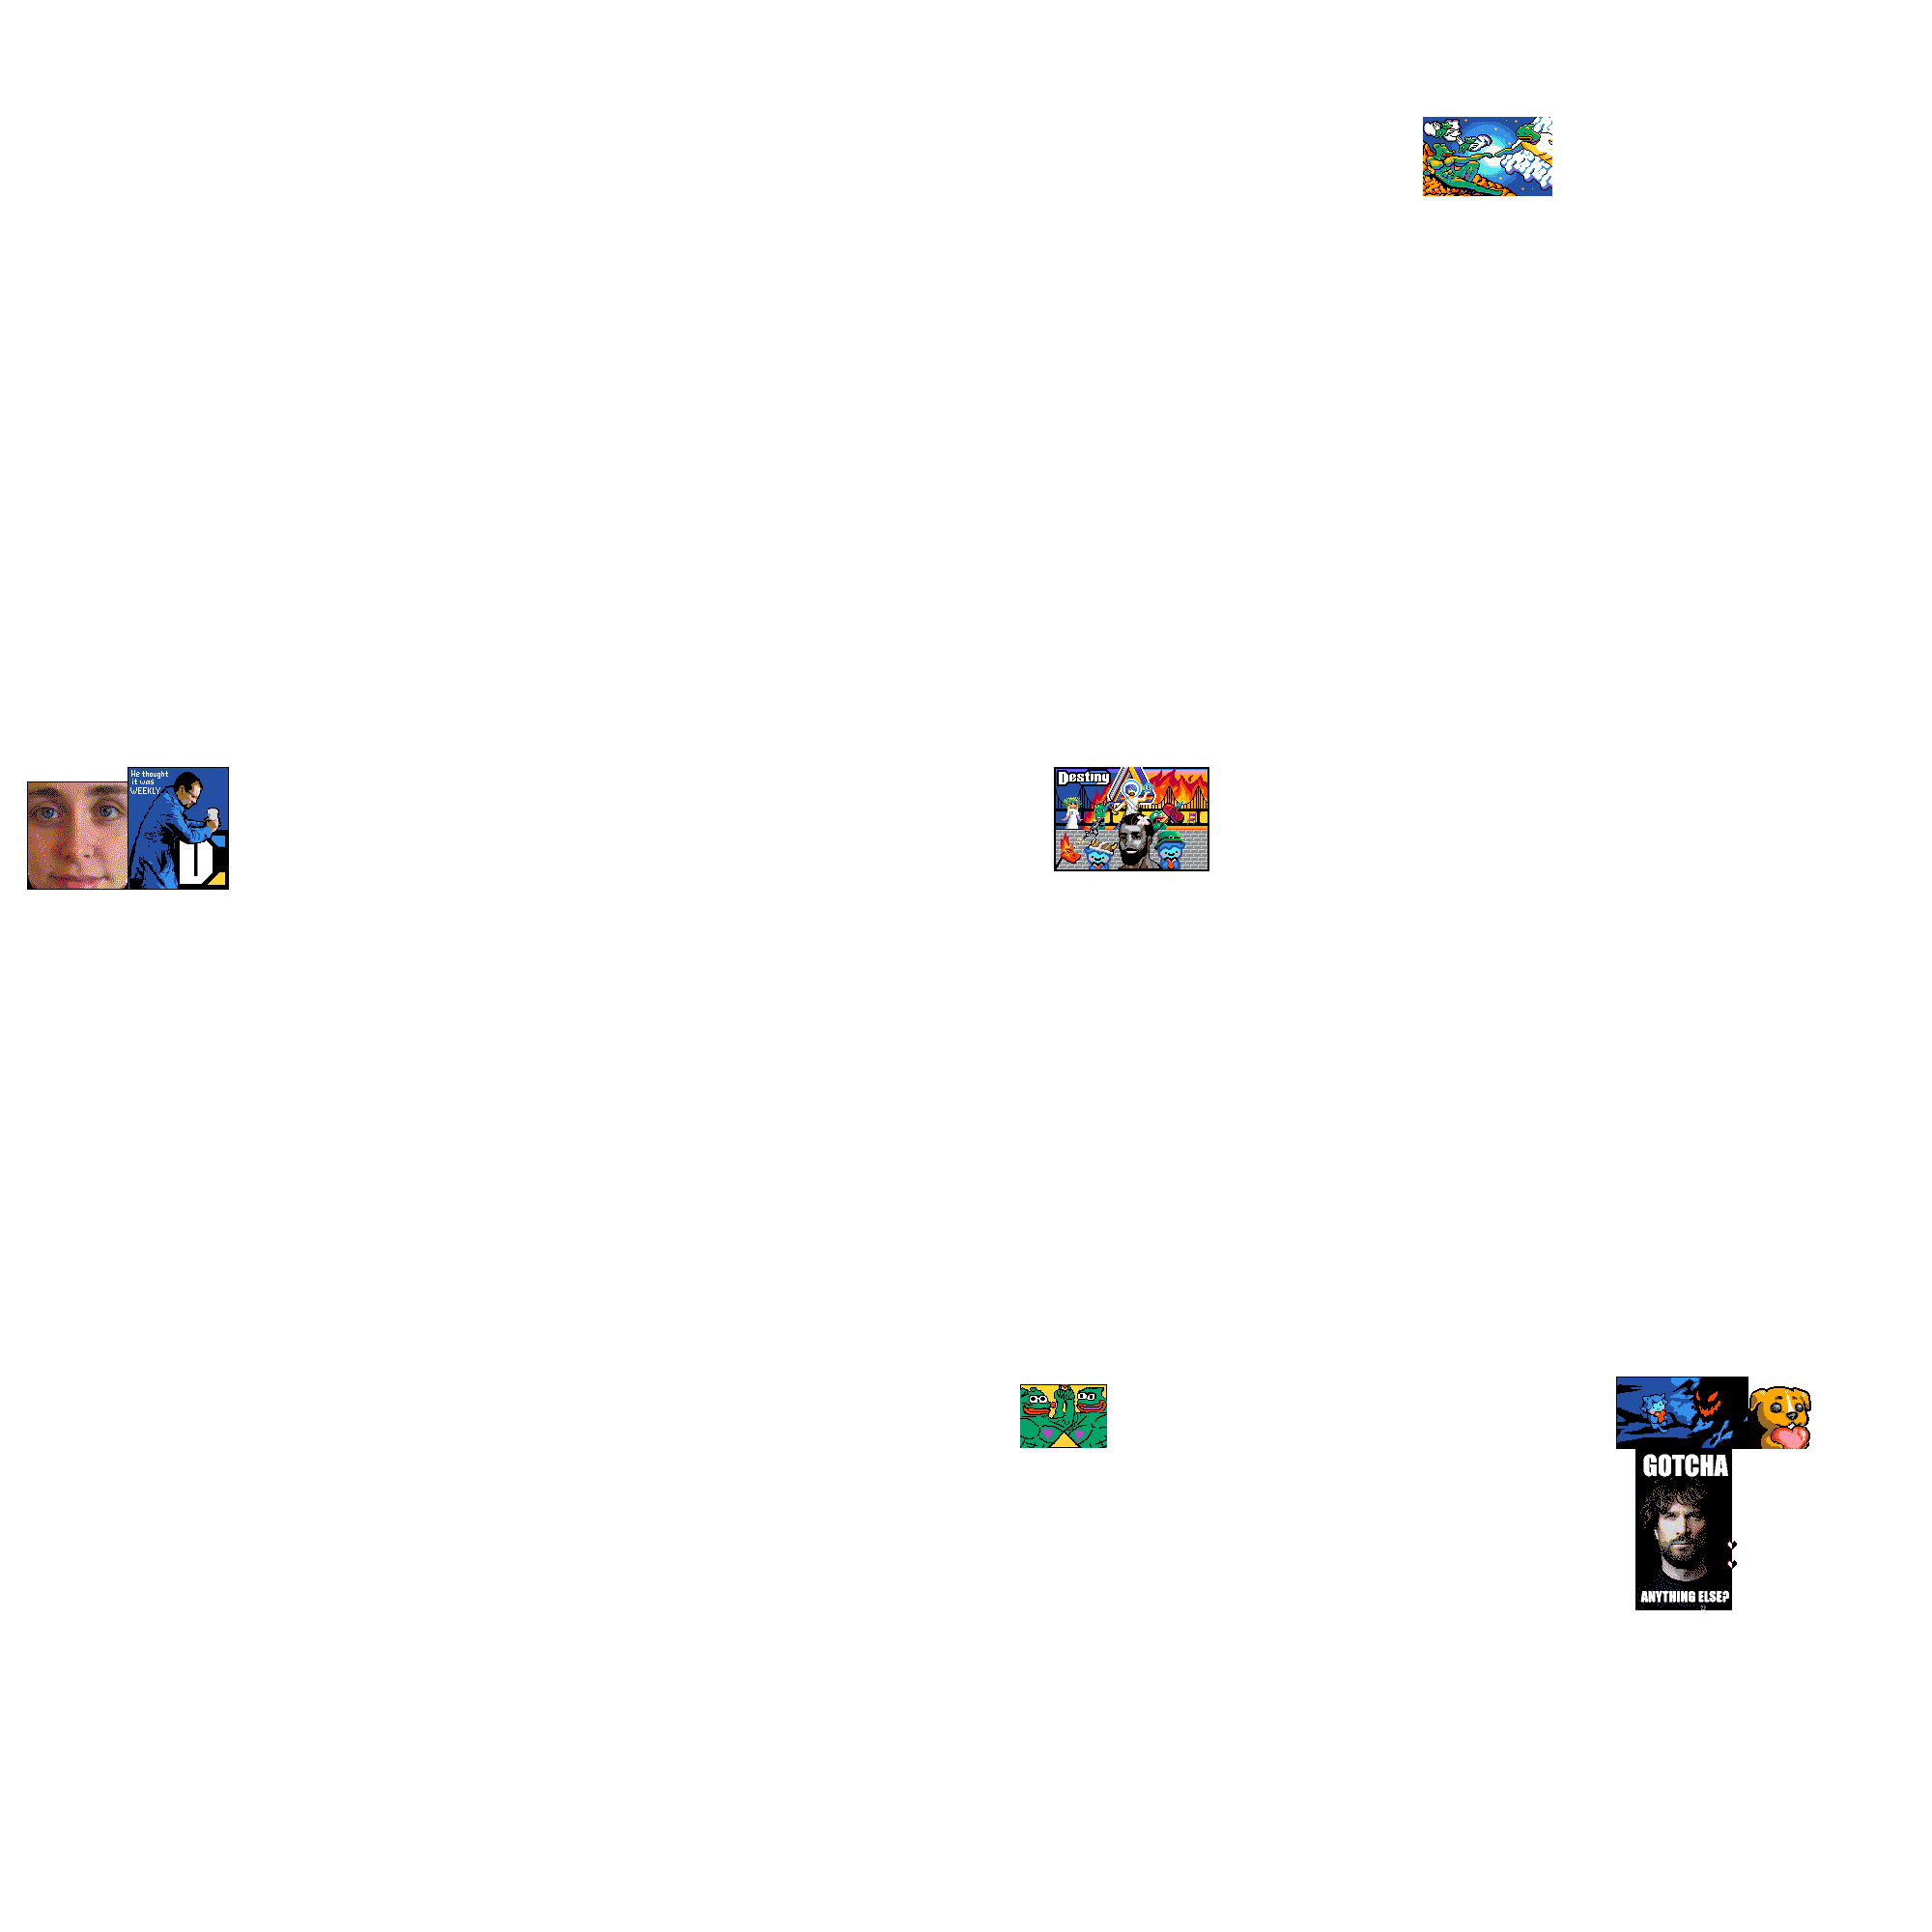 He thought
it was
WEEKLY
Destiny
GOTCHA
ANYTHING ELSE?